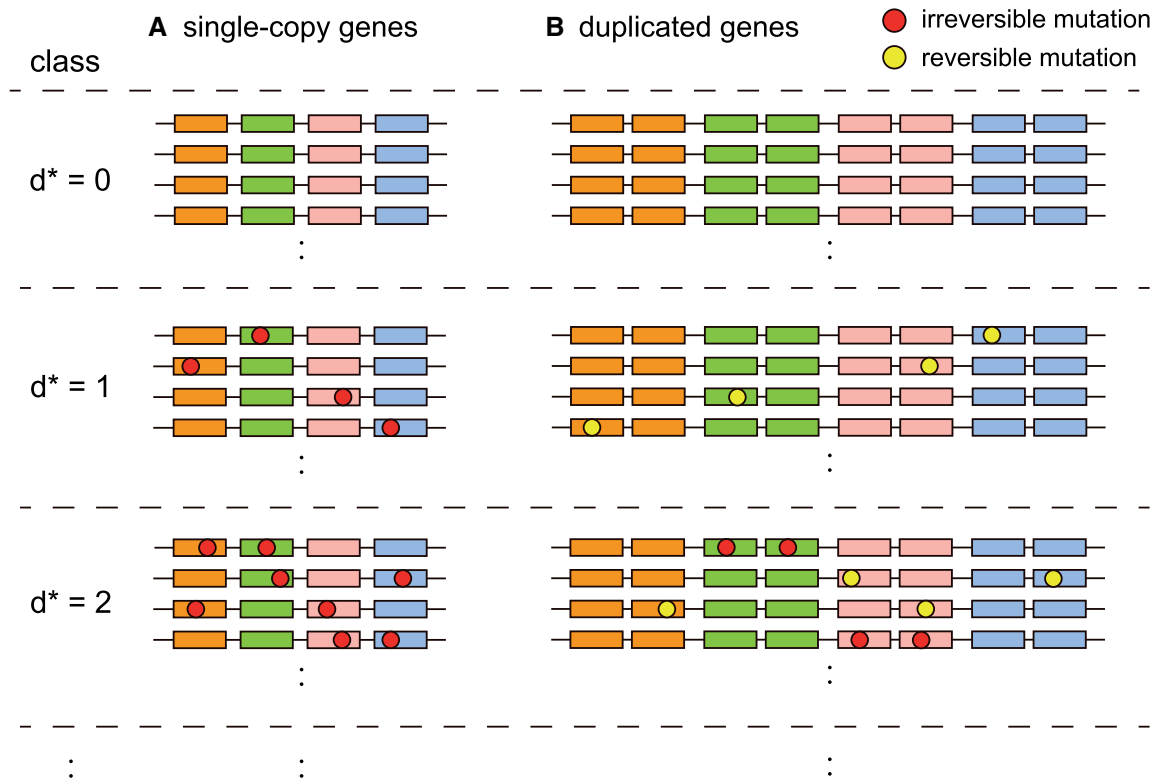 A single-copy genes
B duplicated genes
irreversible mutation
reversible mutation
class
d* = 0
d* = 1
d* = 2